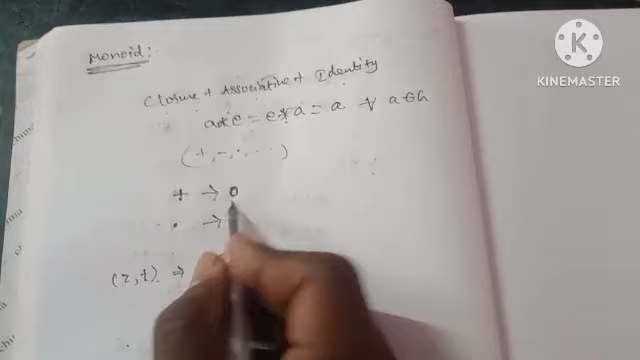 Monoid:
Closure + Associative + Identity
a*e = e*a = a ∀ a∈G
(+, -, ·, ...)
+ → 0
· →
(Z, +) ⇒
K
KINEMASTER